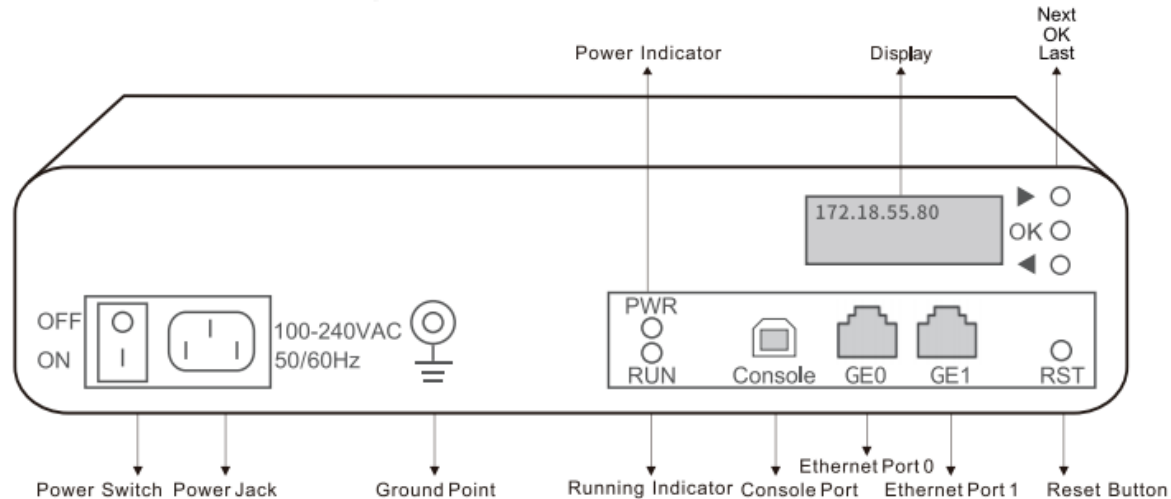 Next
OK
Last
Power Indicator
Display
172.18.55.80
OK
OFF
ON
100-240VAC
50/60Hz
PWR
RUN
Console
GE0
GE1
RST
Ethernet Port 0
Power Switch
Power Jack
Ground Point
Running Indicator
Console Port
Ethernet Port 1
Reset Button